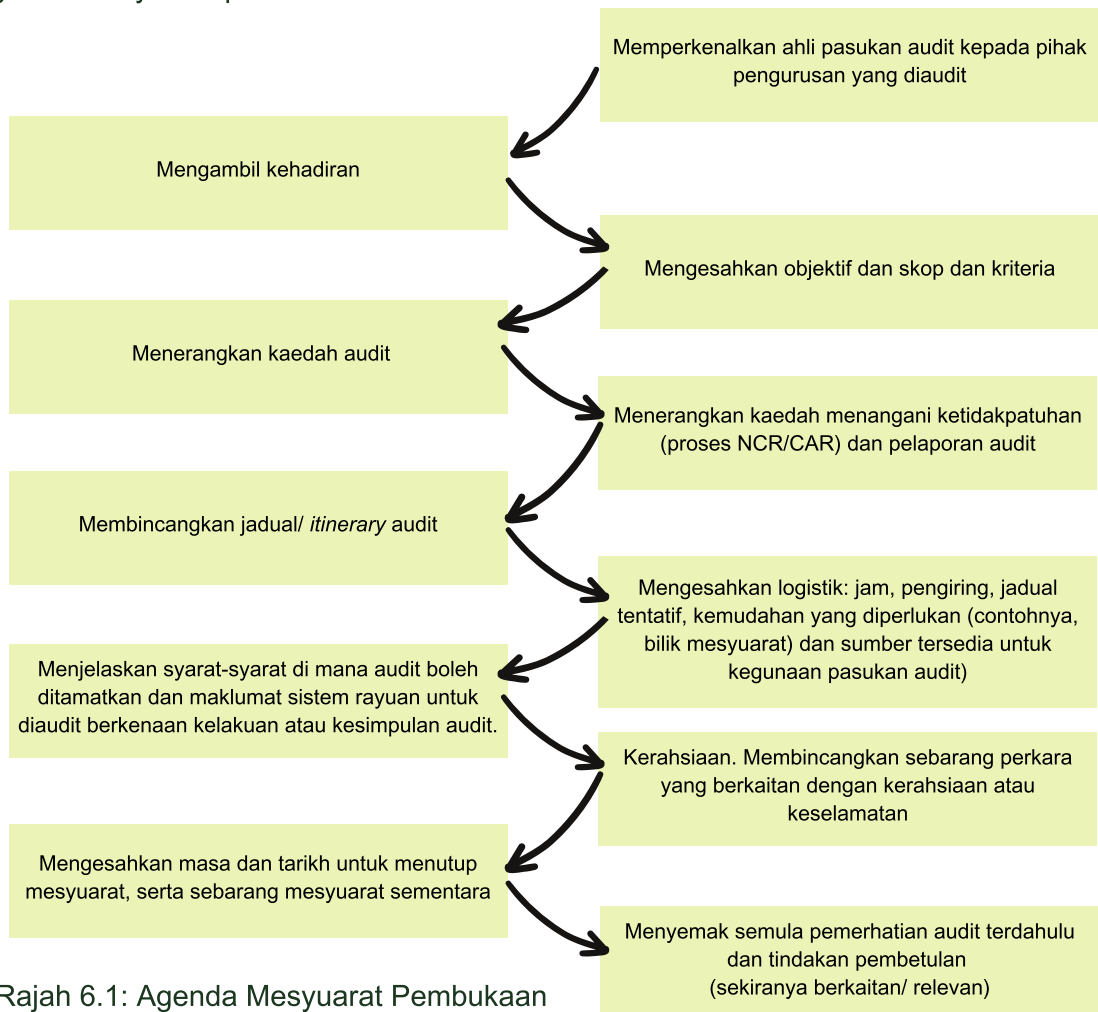 Memperkenalkan ahli pasukan audit kepada pihak
pengurusan yang diaudit
Mengambil kehadiran
Mengesahkan objektif dan skop dan kriteria
Menerangkan kaedah audit
Menerangkan kaedah menangani ketidakpatuhan
(proses NCR/CAR) dan pelaporan audit
Membincangkan jadual/ itinerary audit
Mengesahkan logistik: jam, pengiring, jadual
tentatif, kemudahan yang diperlukan (contohnya,
bilik mesyuarat) dan sumber tersedia untuk
kegunaan pasukan audit)
Menjelaskan syarat-syarat di mana audit boleh
ditamatkan dan maklumat sistem rayuan untuk
diaudit berkenaan kelakuan atau kesimpulan audit.
Kerahsiaan. Membincangkan sebarang perkara
yang berkaitan dengan kerahsiaan atau
keselamatan
Mengesahkan masa dan tarikh untuk menutup
mesyuarat, serta sebarang mesyuarat sementara
Menyemak semula pemerhatian audit terdahulu
dan tindakan pembetulan
(sekiranya berkaitan/ relevan)
Rajah 6.1: Agenda Mesyuarat Pembukaan